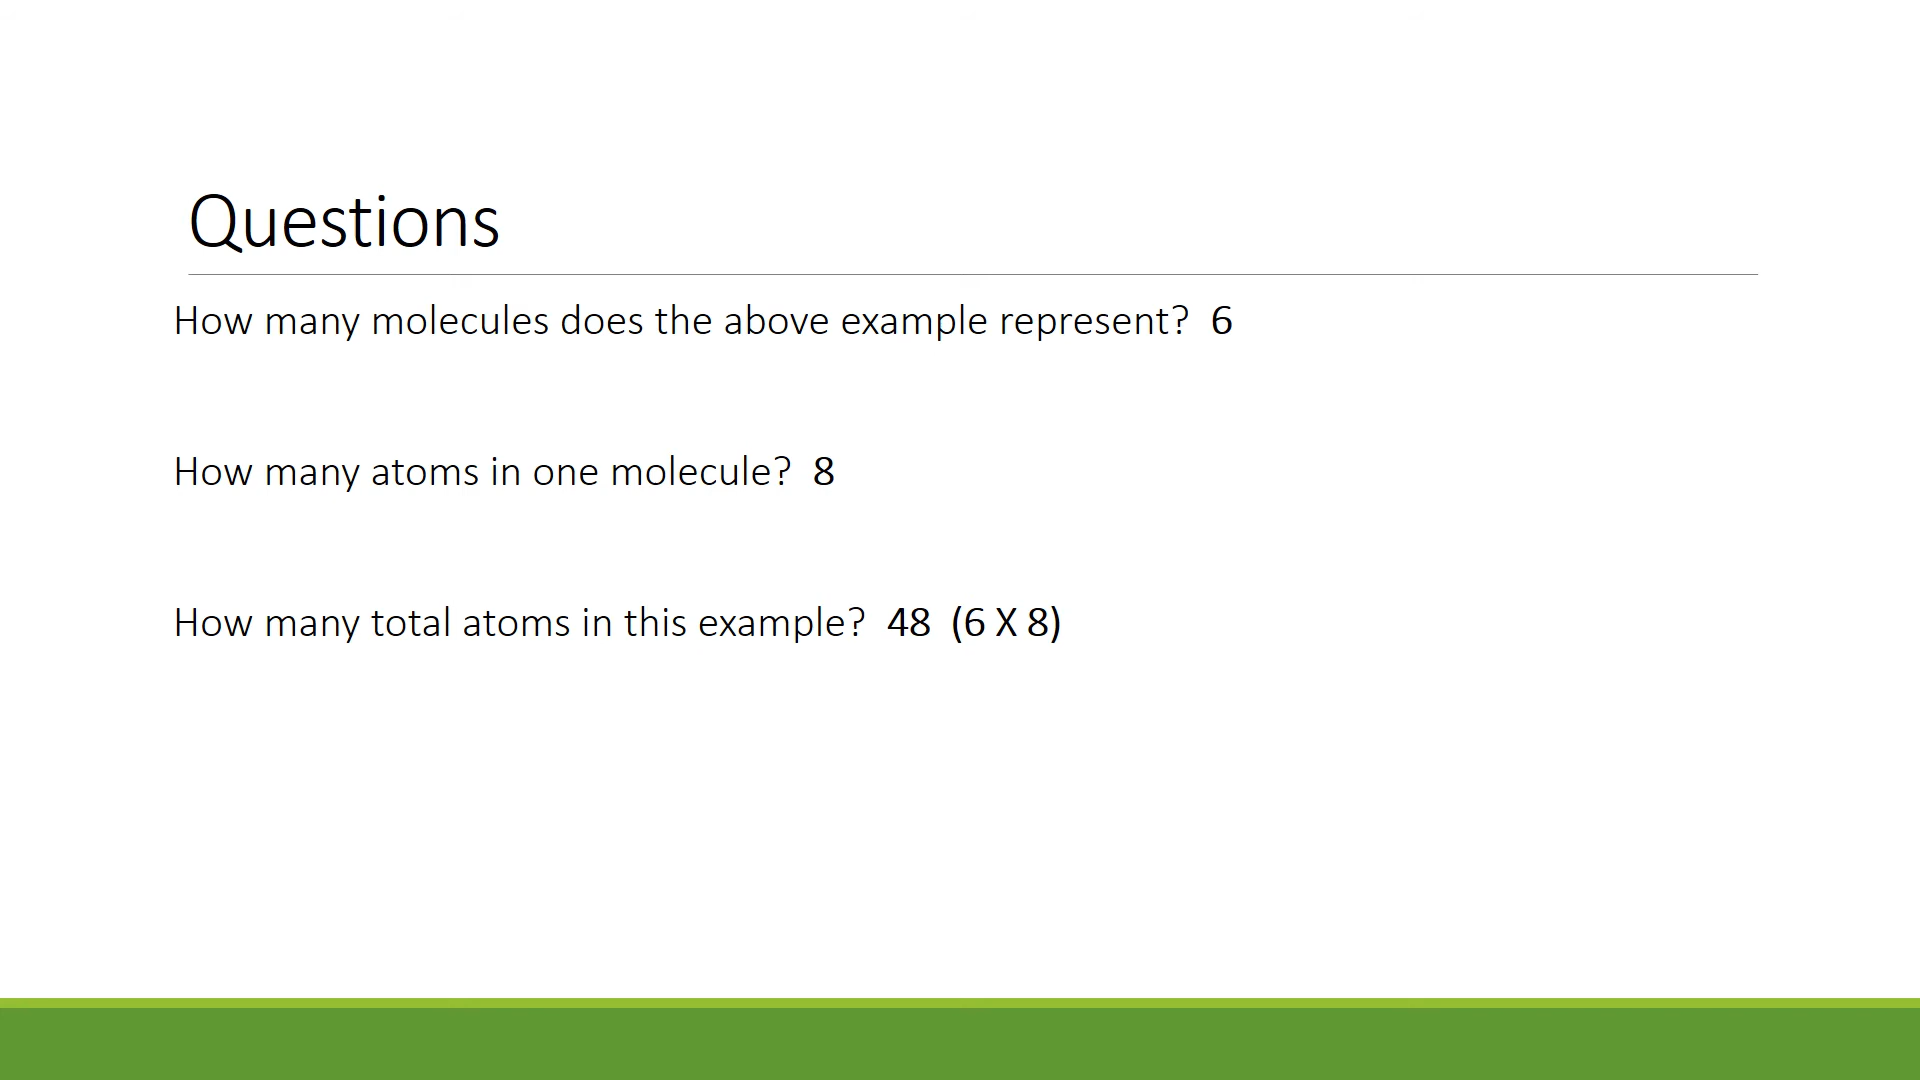 Questions
How many molecules does the above example represent?  6
How many atoms in one molecule?  8
How many total atoms in this example?  48  (6 X 8)